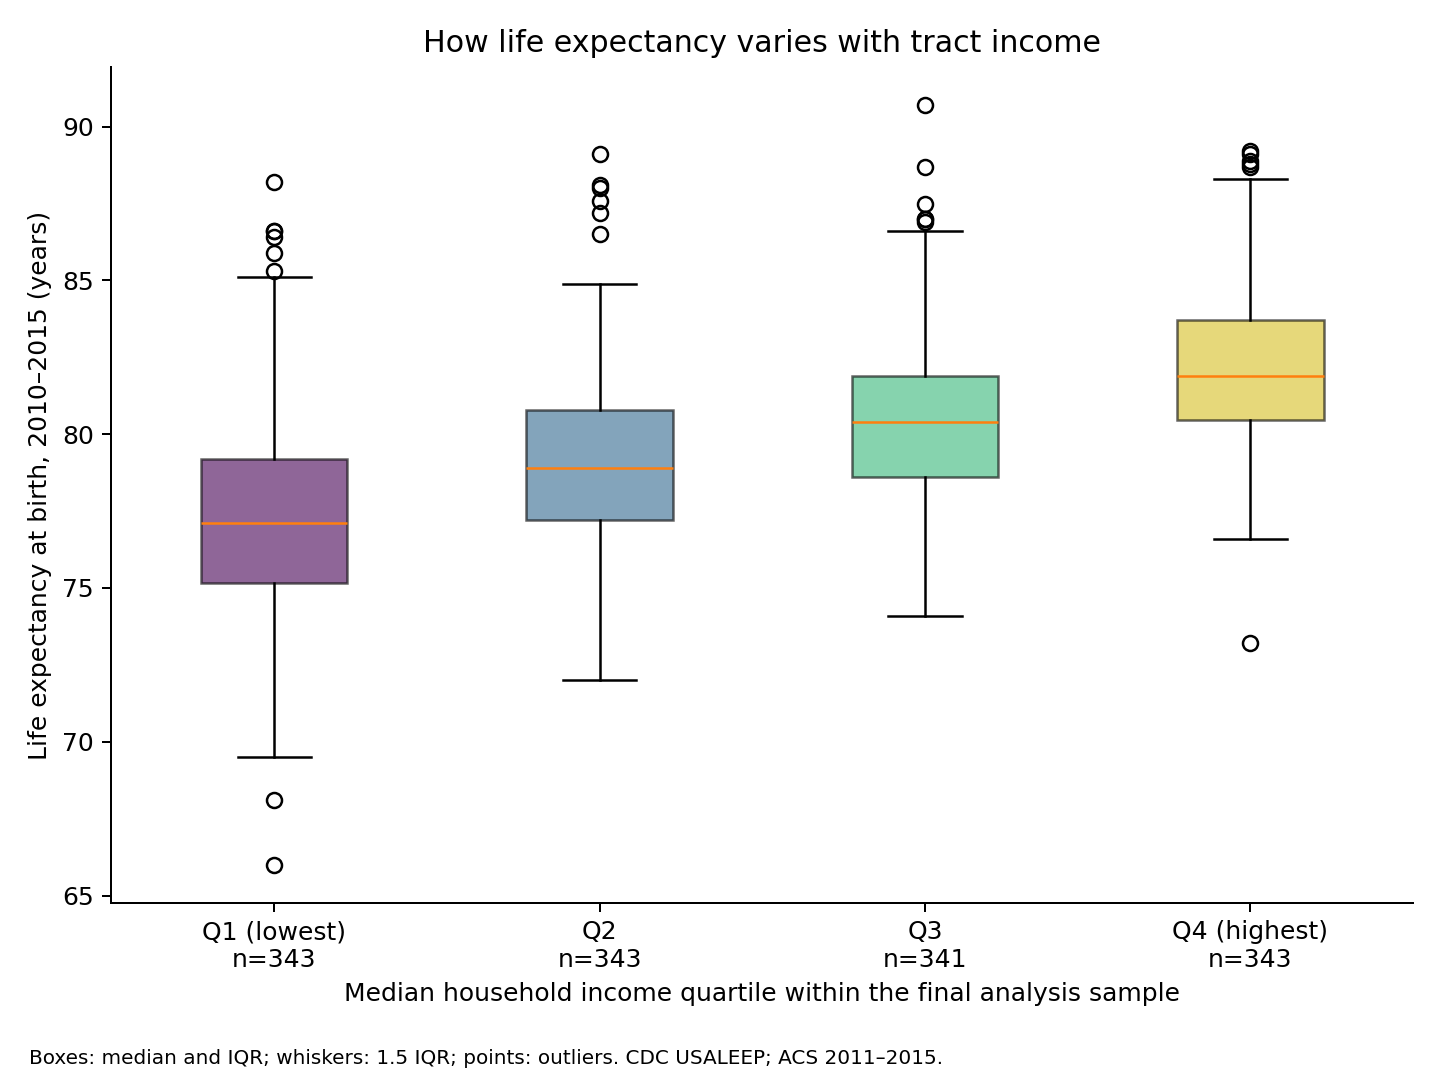 How life expectancy varies with tract income
Life expectancy at birth, 2010–2015 (years)
90
85
80
75
70
65
Q1 (lowest)
n=343
Q2
n=343
Q3
n=341
Q4 (highest)
n=343
Median household income quartile within the final analysis sample
Boxes: median and IQR; whiskers: 1.5 IQR; points: outliers. CDC USALEEP; ACS 2011–2015.